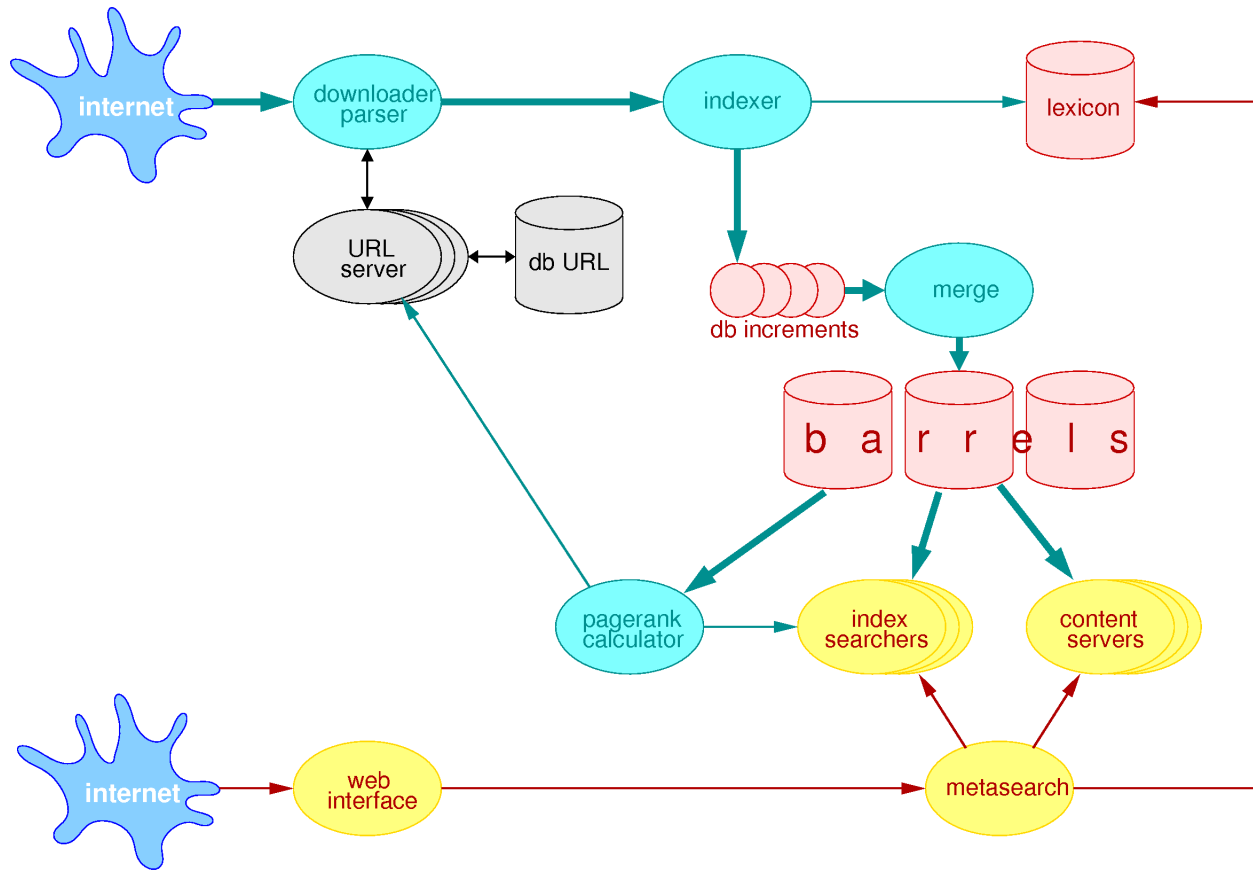 internet
downloader
parser
indexer
lexicon
URL
server
db URL
merge
db increments
b a r r e l s
pagerank
calculator
index
searchers
content
servers
internet
web
interface
metasearch